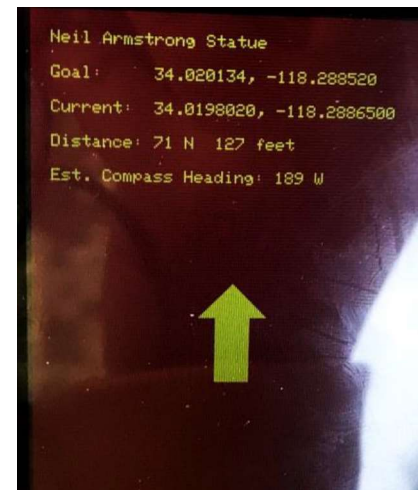 Neil Armstrong Statue
Goal: 34.020134, -118.288520
Current: 34.0198020, -118.2886500
Distance: 71 N 127 feet
Est. Compass Heading: 189 W